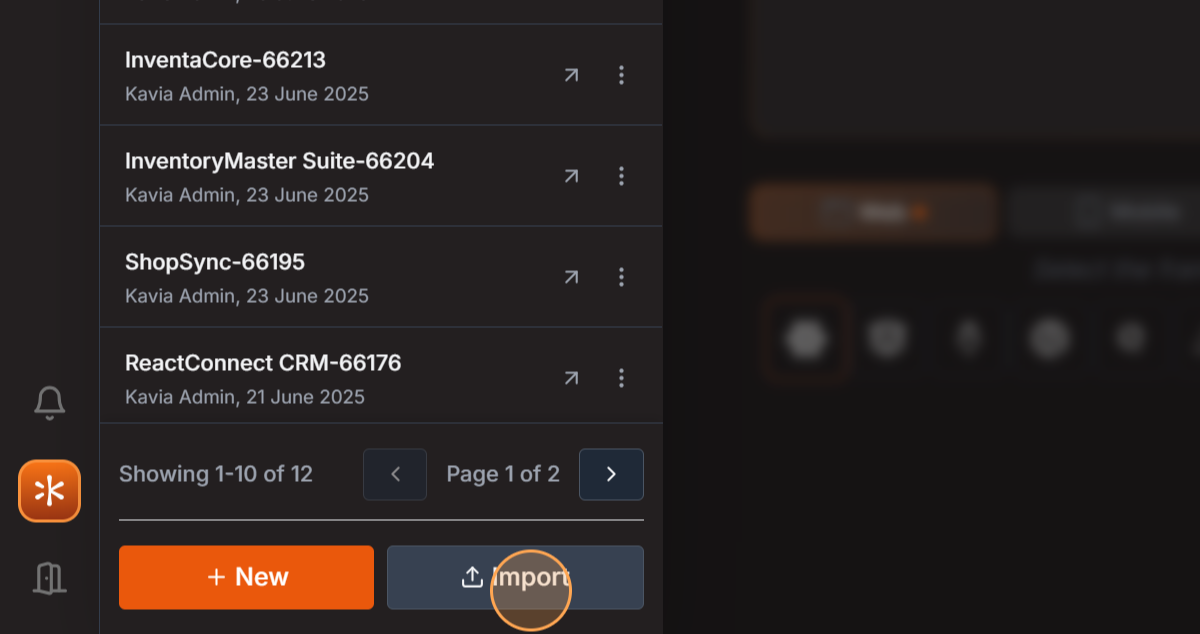 InventaCore-66213
Kavia Admin, 23 June 2025
InventoryMaster Suite-66204
Kavia Admin, 23 June 2025
ShopSync-66195
Kavia Admin, 23 June 2025
ReactConnect CRM-66176
Kavia Admin, 21 June 2025
Showing 1-10 of 12
Page 1 of 2
+ New
Import